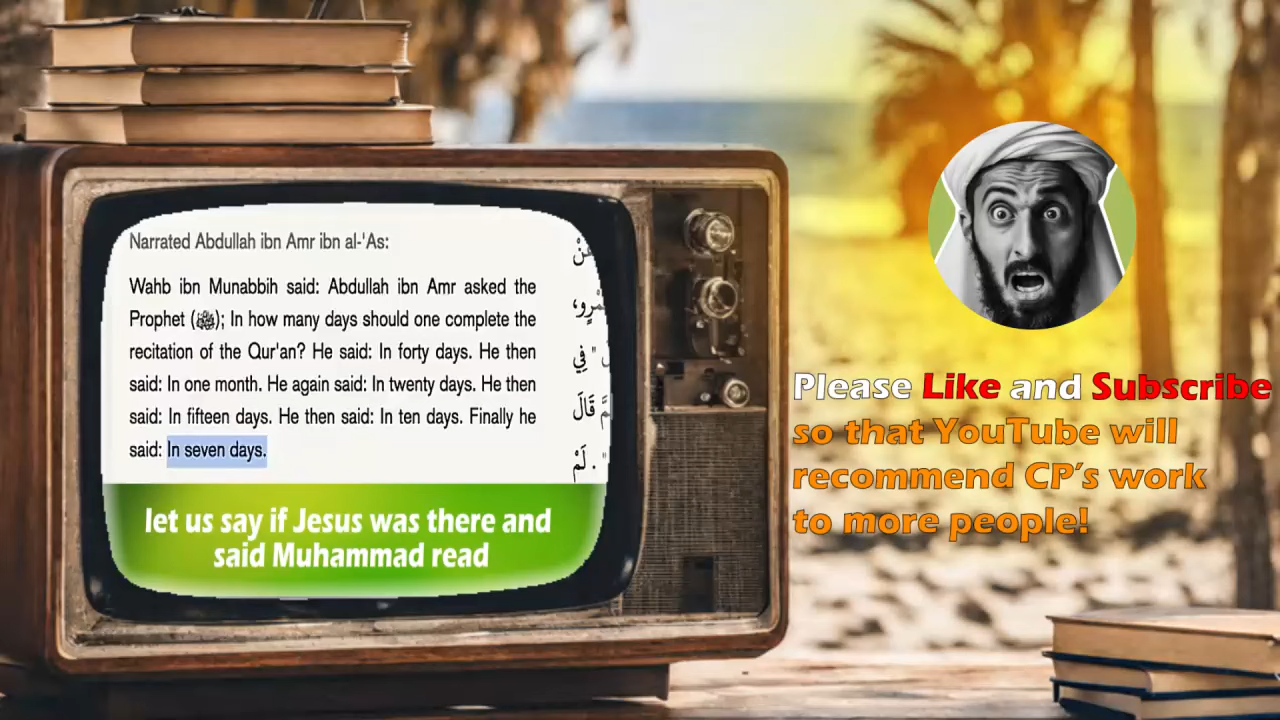 Narrated Abdullah ibn Amr ibn al-'As:
Wahb ibn Munabbih said: Abdullah ibn Amr asked the
Prophet (ﷺ); In how many days should one complete the
recitation of the Qur'an? He said: In forty days. He then
said: In one month. He again said: In twenty days. He then
said: In fifteen days. He then said: In ten days. Finally he
said: In seven days.
فِي
قَالَ
". لَمْ
let us say if Jesus was there and
said Muhammad read
Please Like and Subscribe
so that YouTube will
recommend CP’s work
to more people!